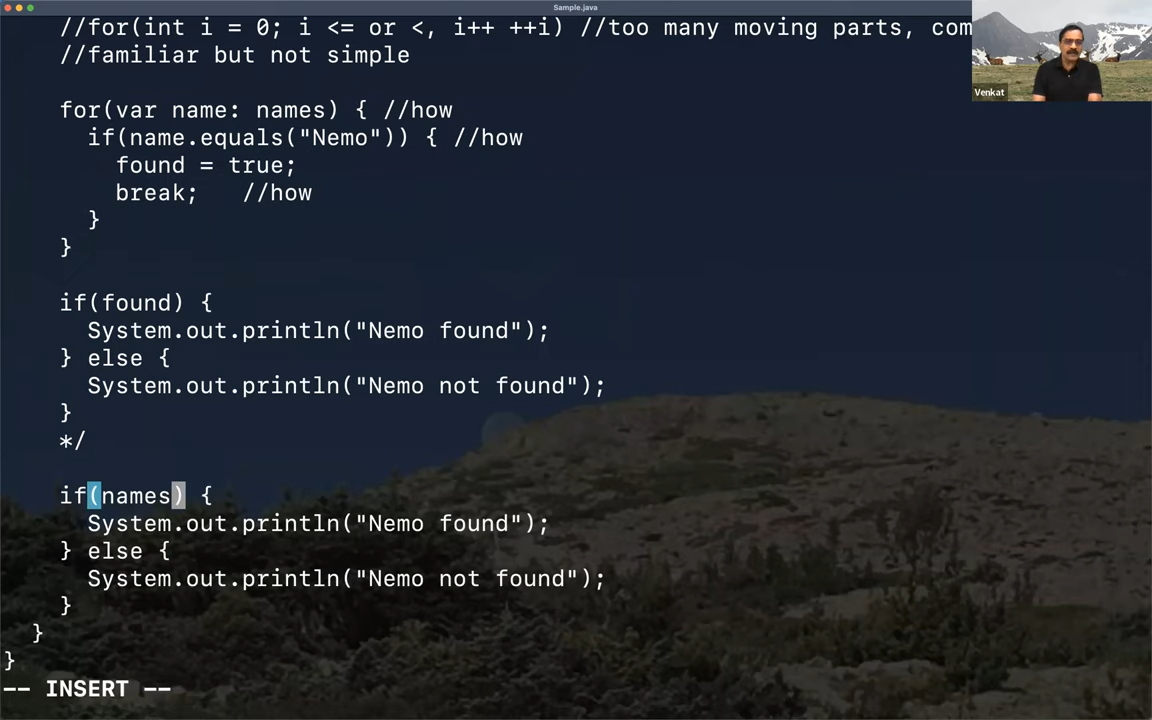 Sample.java
//for(int i = 0; i <= or <, i++ ++i) //too many moving parts, com
//familiar but not simple
for(var name: names) { //how
if(name.equals("Nemo")) { //how
found = true;
break; //how
}
}
if(found) {
System.out.println("Nemo found");
} else {
System.out.println("Nemo not found");
}
*/
if(names) {
System.out.println("Nemo found");
} else {
System.out.println("Nemo not found");
}
}
}
-- INSERT --
Venkat